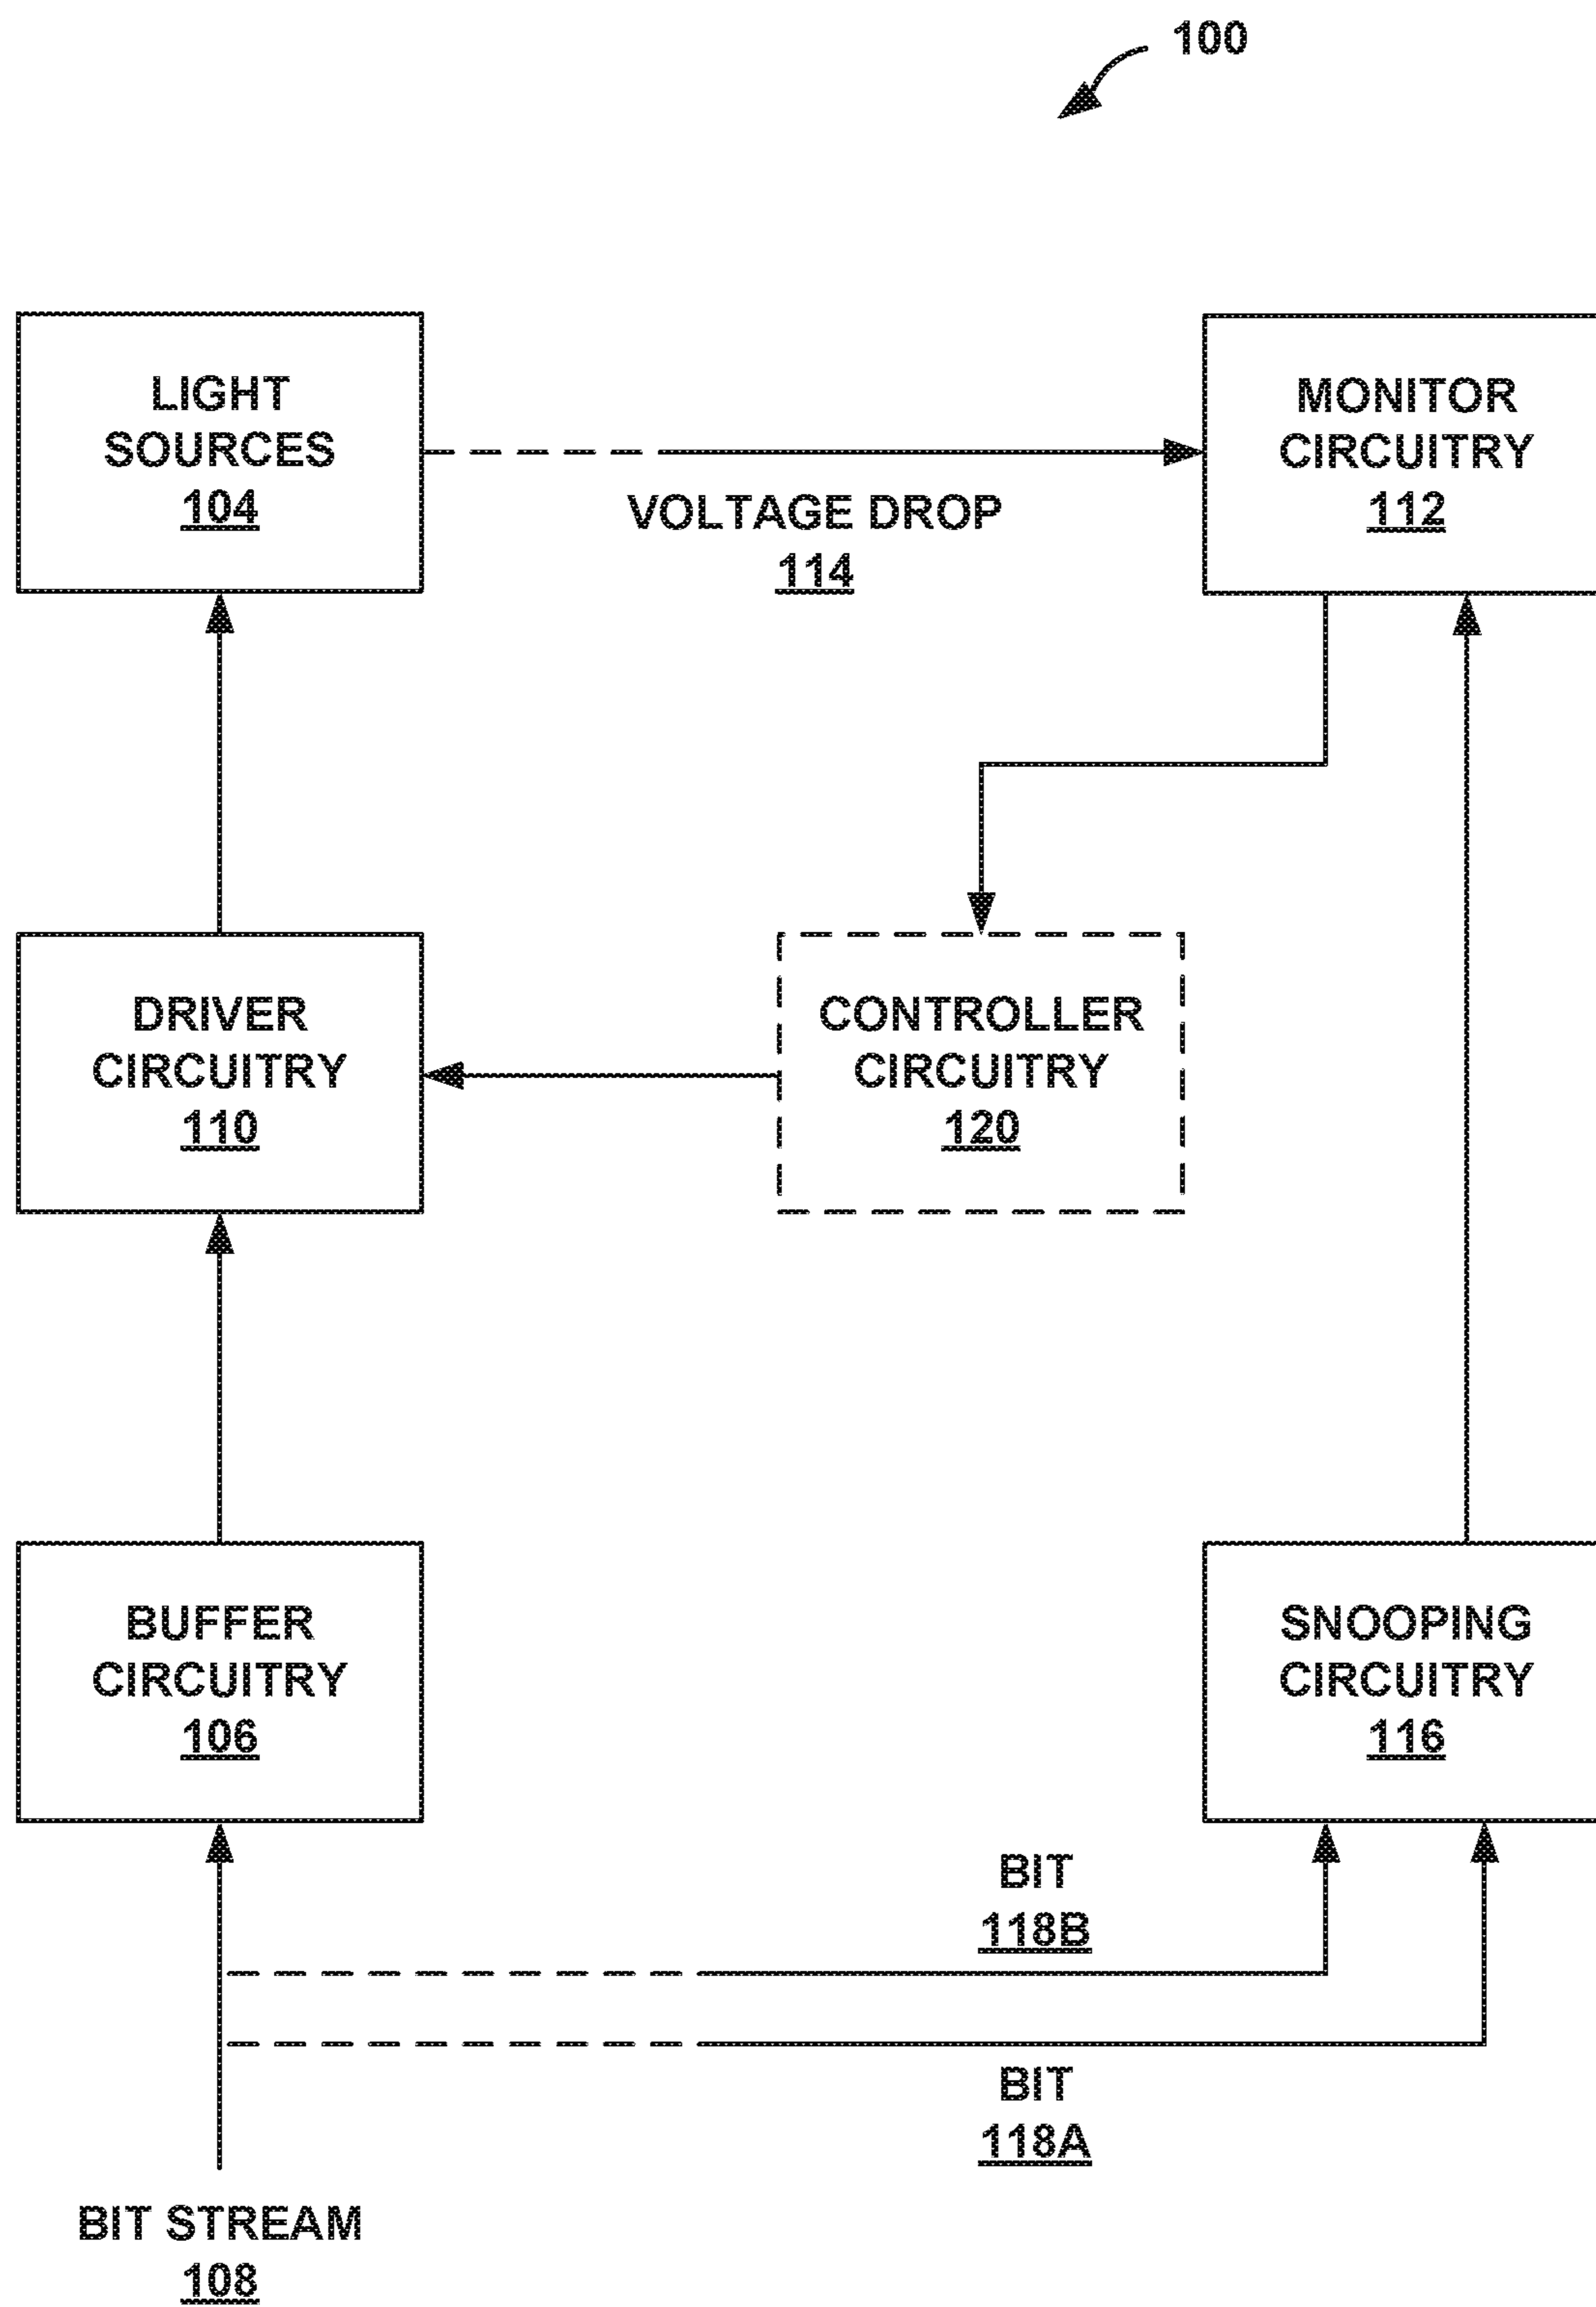 100
LIGHT
SOURCES
104
VOLTAGE DROP
114
MONITOR
CIRCUITRY
112
DRIVER
CIRCUITRY
110
CONTROLLER
CIRCUITRY
120
BUFFER
CIRCUITRY
106
SNOOPING
CIRCUITRY
116
BIT
118B
BIT
118A
BIT STREAM
108